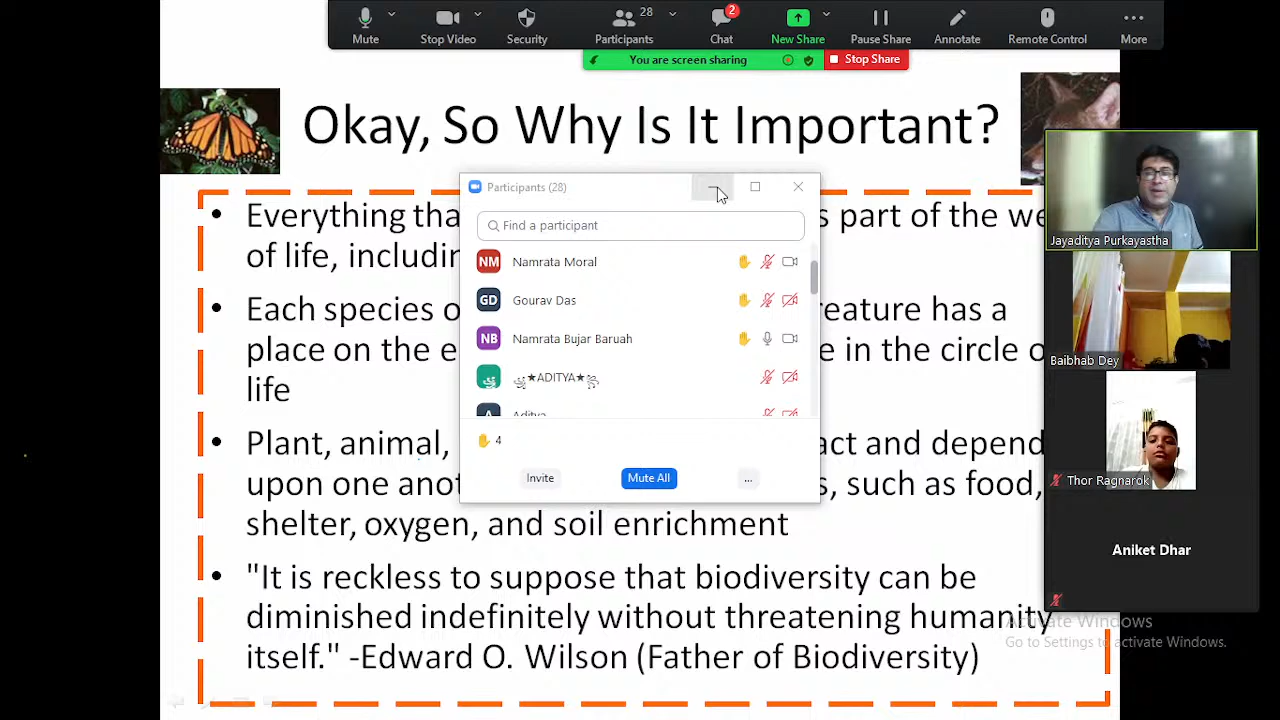 28
2
Mute
Stop Video
Security
Participants
Chat
New Share
Pause Share
Annotate
Remote Control
More
You are screen sharing
Stop Share
Okay, So Why Is It Important?
Participants (28)
Find a participant
NM Namrata Moral
GD Gourav Das
NB Namrata Bujar Baruah
꧁★ADITYA★꧂
A Aditya
✋ 4
Invite
Mute All
...
• Everything tha
s part of the we
of life, includin
• Each species o
reature has a
place on the e
e in the circle o
life
• Plant, animal,
act and depend
upon one anot
s, such as food,
shelter, oxygen, and soil enrichment
• "It is reckless to suppose that biodiversity can be
diminished indefinitely without threatening humanity
itself." -Edward O. Wilson (Father of Biodiversity)
Jayaditya Purkayastha
Baibhab Dey
Thor Ragnarok
Aniket Dhar
Activate Windows
Go to Settings to activate Windows.